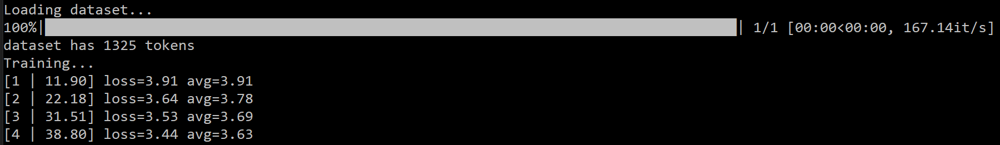 Loading dataset...
100%|██████████| 1/1 [00:00<00:00, 167.14it/s]
dataset has 1325 tokens
Training...
[1 | 11.90] loss=3.91 avg=3.91
[2 | 22.18] loss=3.64 avg=3.78
[3 | 31.51] loss=3.53 avg=3.69
[4 | 38.80] loss=3.44 avg=3.63